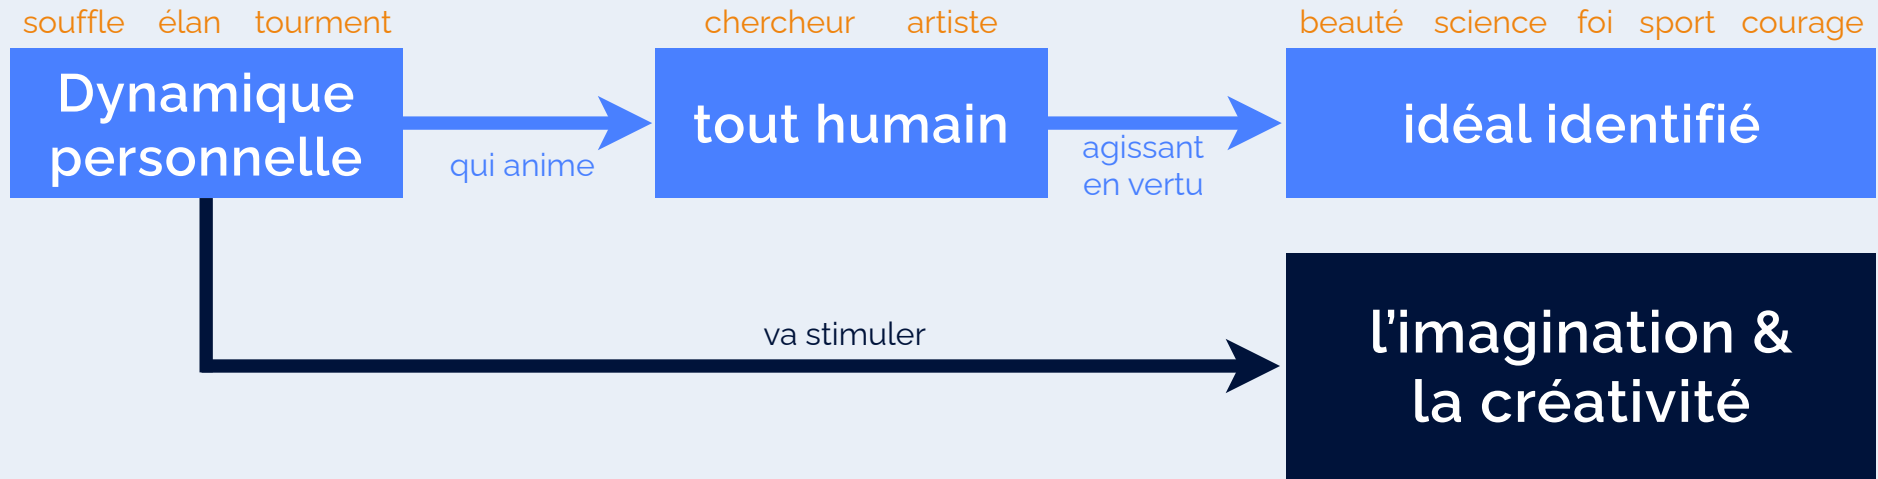 souffle élan tourment
chercheur artiste
beauté science foi sport courage
Dynamique
personnelle
qui anime
tout humain
agissant
en vertu
idéal identifié
va stimuler
l’imagination &
la créativité